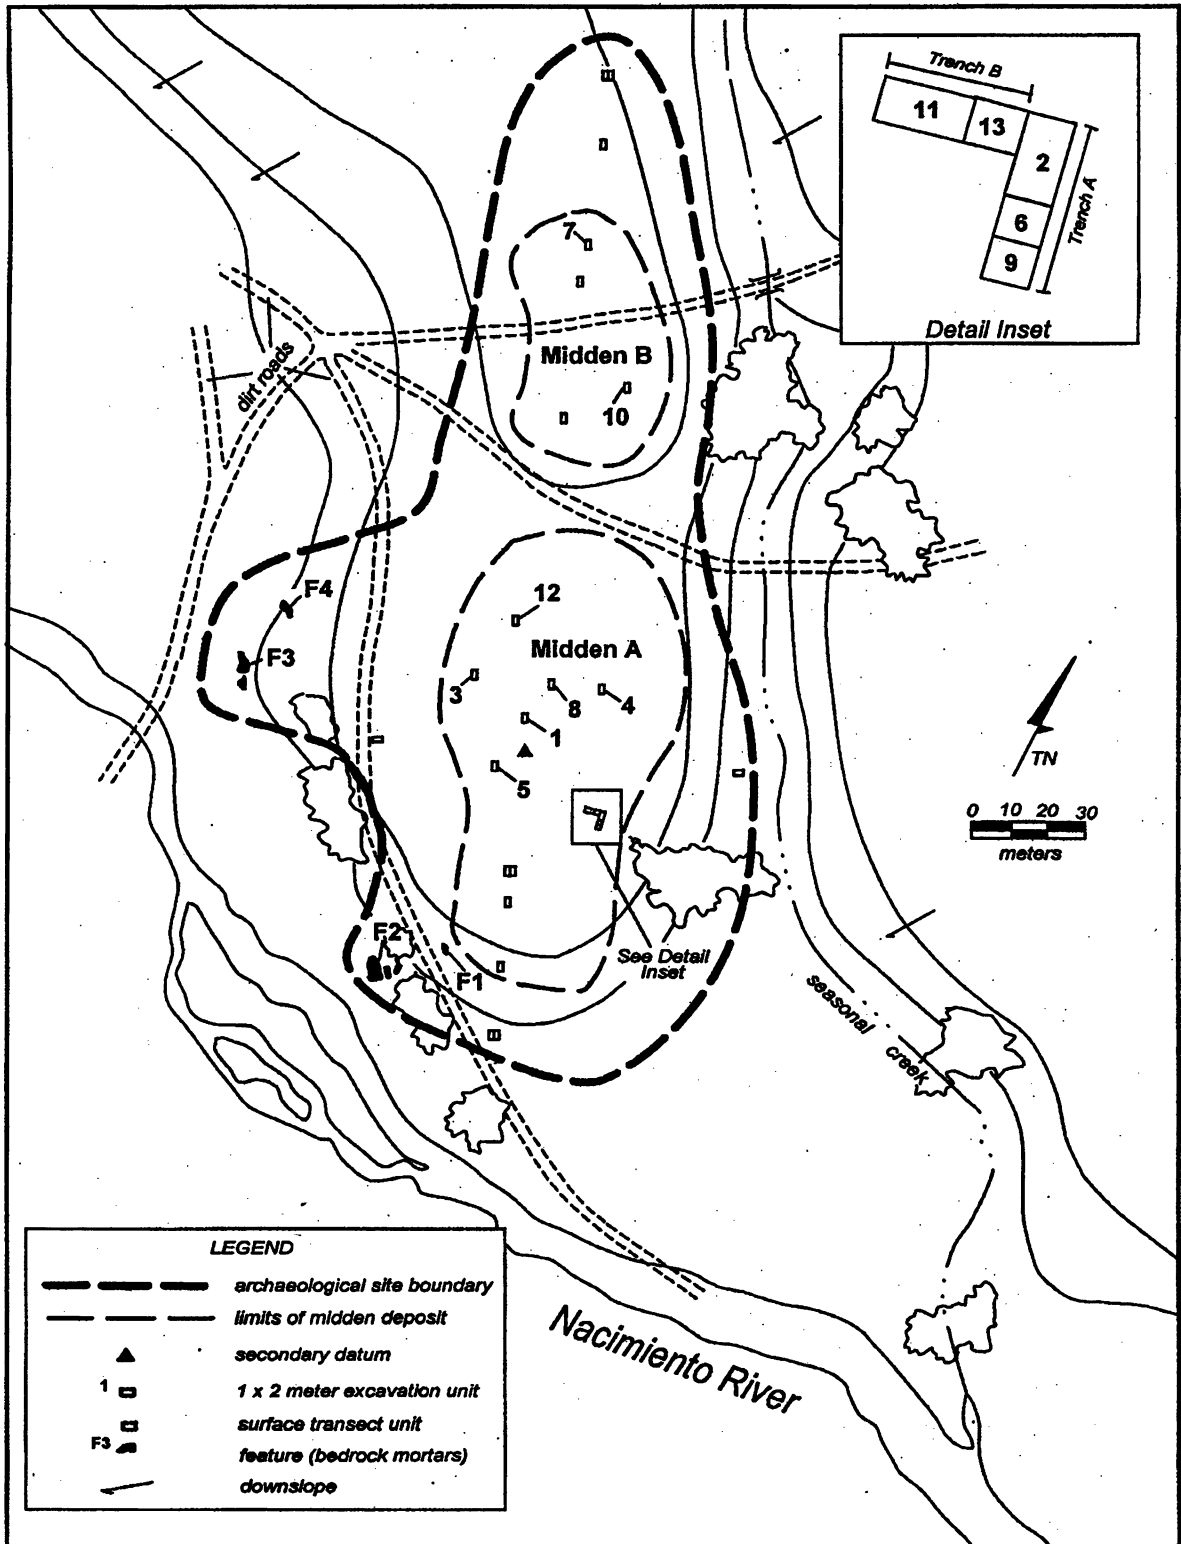 Trench B
11
13
2
Trench A
6
9
Detail Inset
7
dirt roads
Midden B
10
F4
12
Midden A
F3
3
8
4
1
5
TN
0 10 20 30
meters
F2
F1
See Detail
Inset
seasonal
creek
LEGEND
archaeological site boundary
limits of midden deposit
secondary datum
1
1 x 2 meter excavation unit
surface transect unit
F3
feature (bedrock mortars)
downslope
Nacimiento River